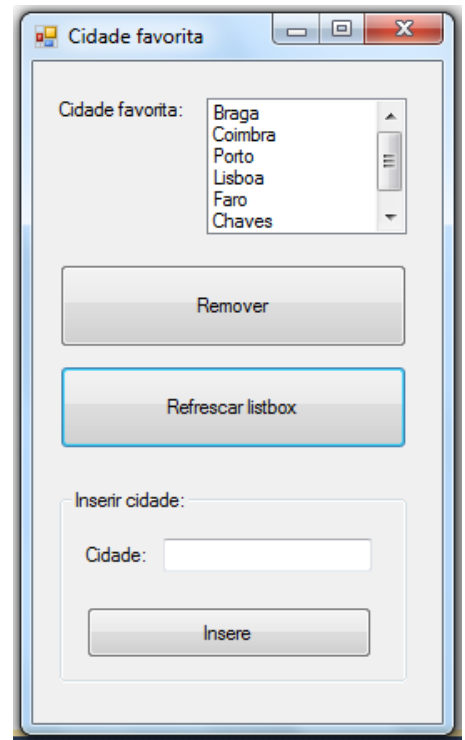 Cidade favorita
Cidade favorita:
Braga
Coimbra
Porto
Lisboa
Faro
Chaves
Remover
Refrescar listbox
Inserir cidade:
Cidade:
Insere